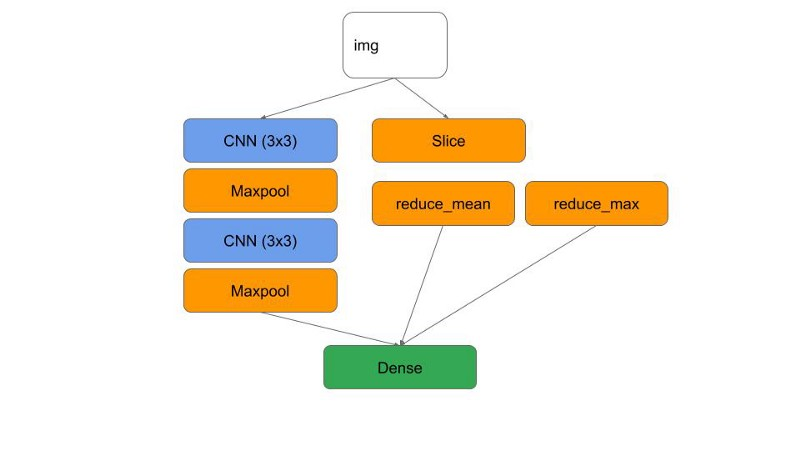 img
CNN (3x3)
Slice
Maxpool
reduce_mean
reduce_max
CNN (3x3)
Maxpool
Dense